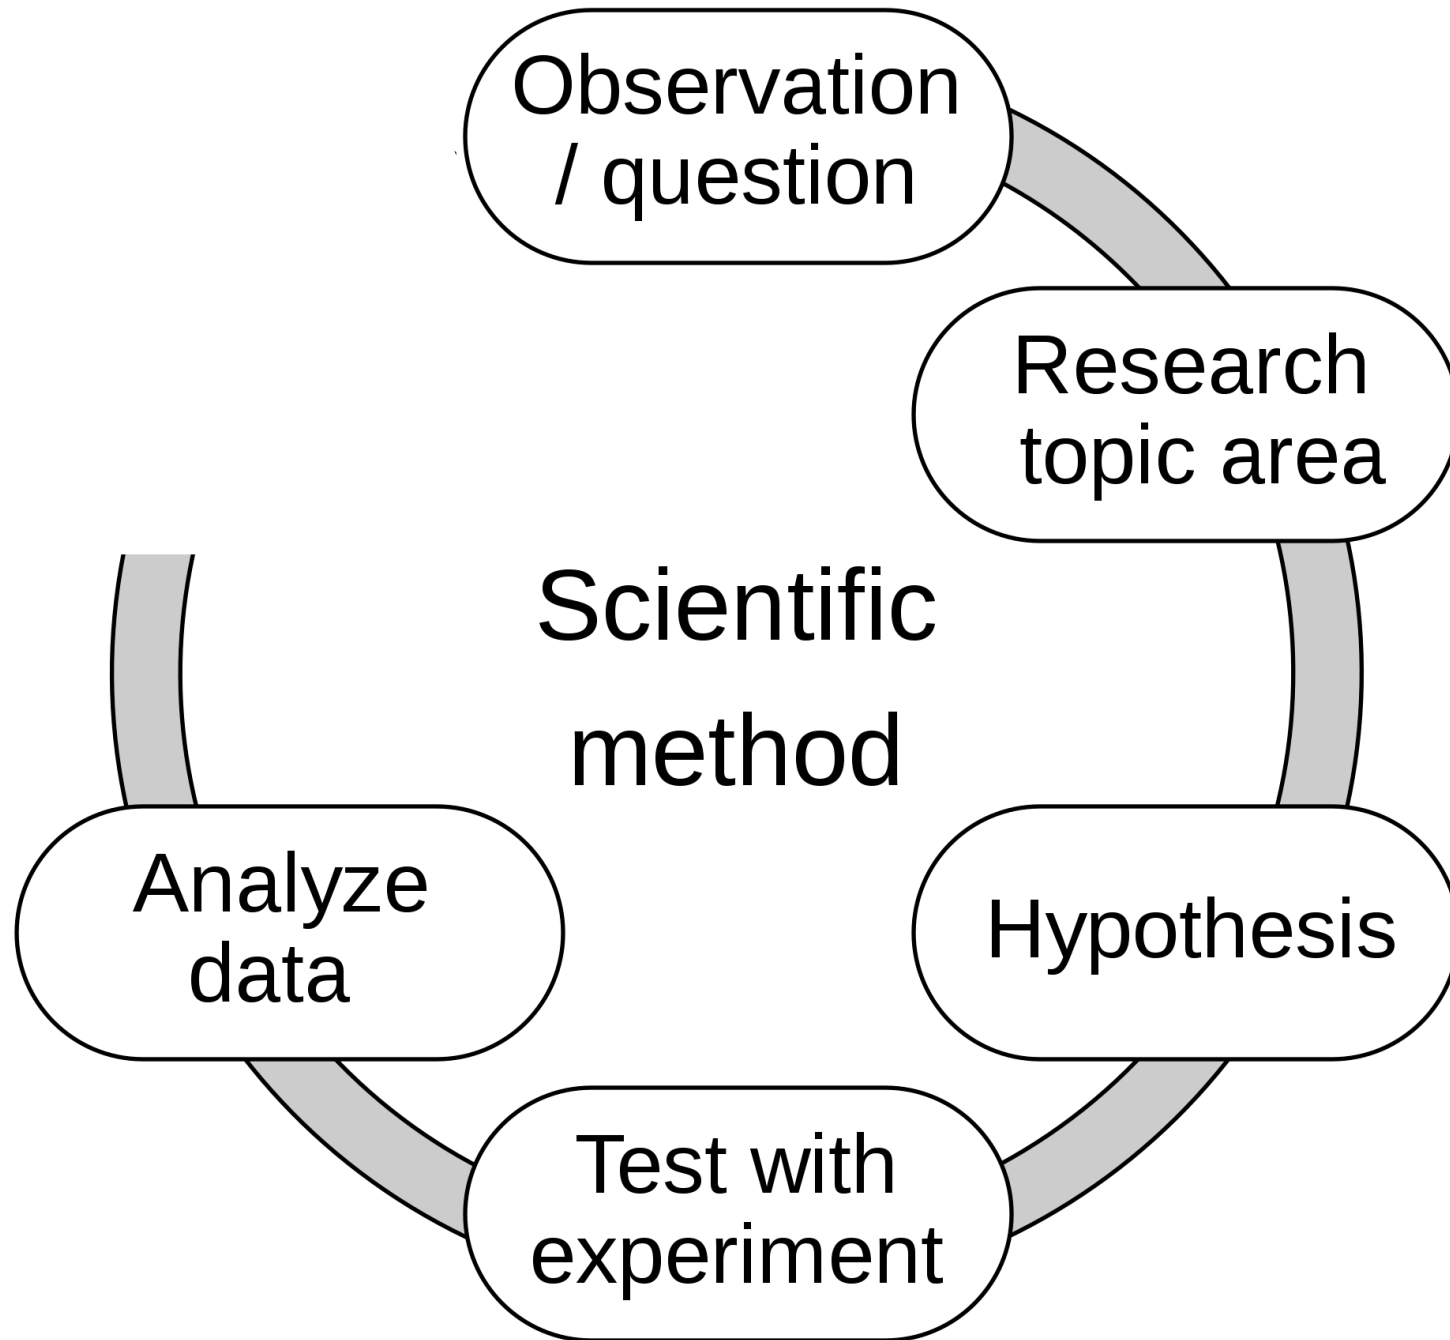 Observation
/ question
Research
topic area
Scientific
method
Hypothesis
Analyze
data
Test with
experiment